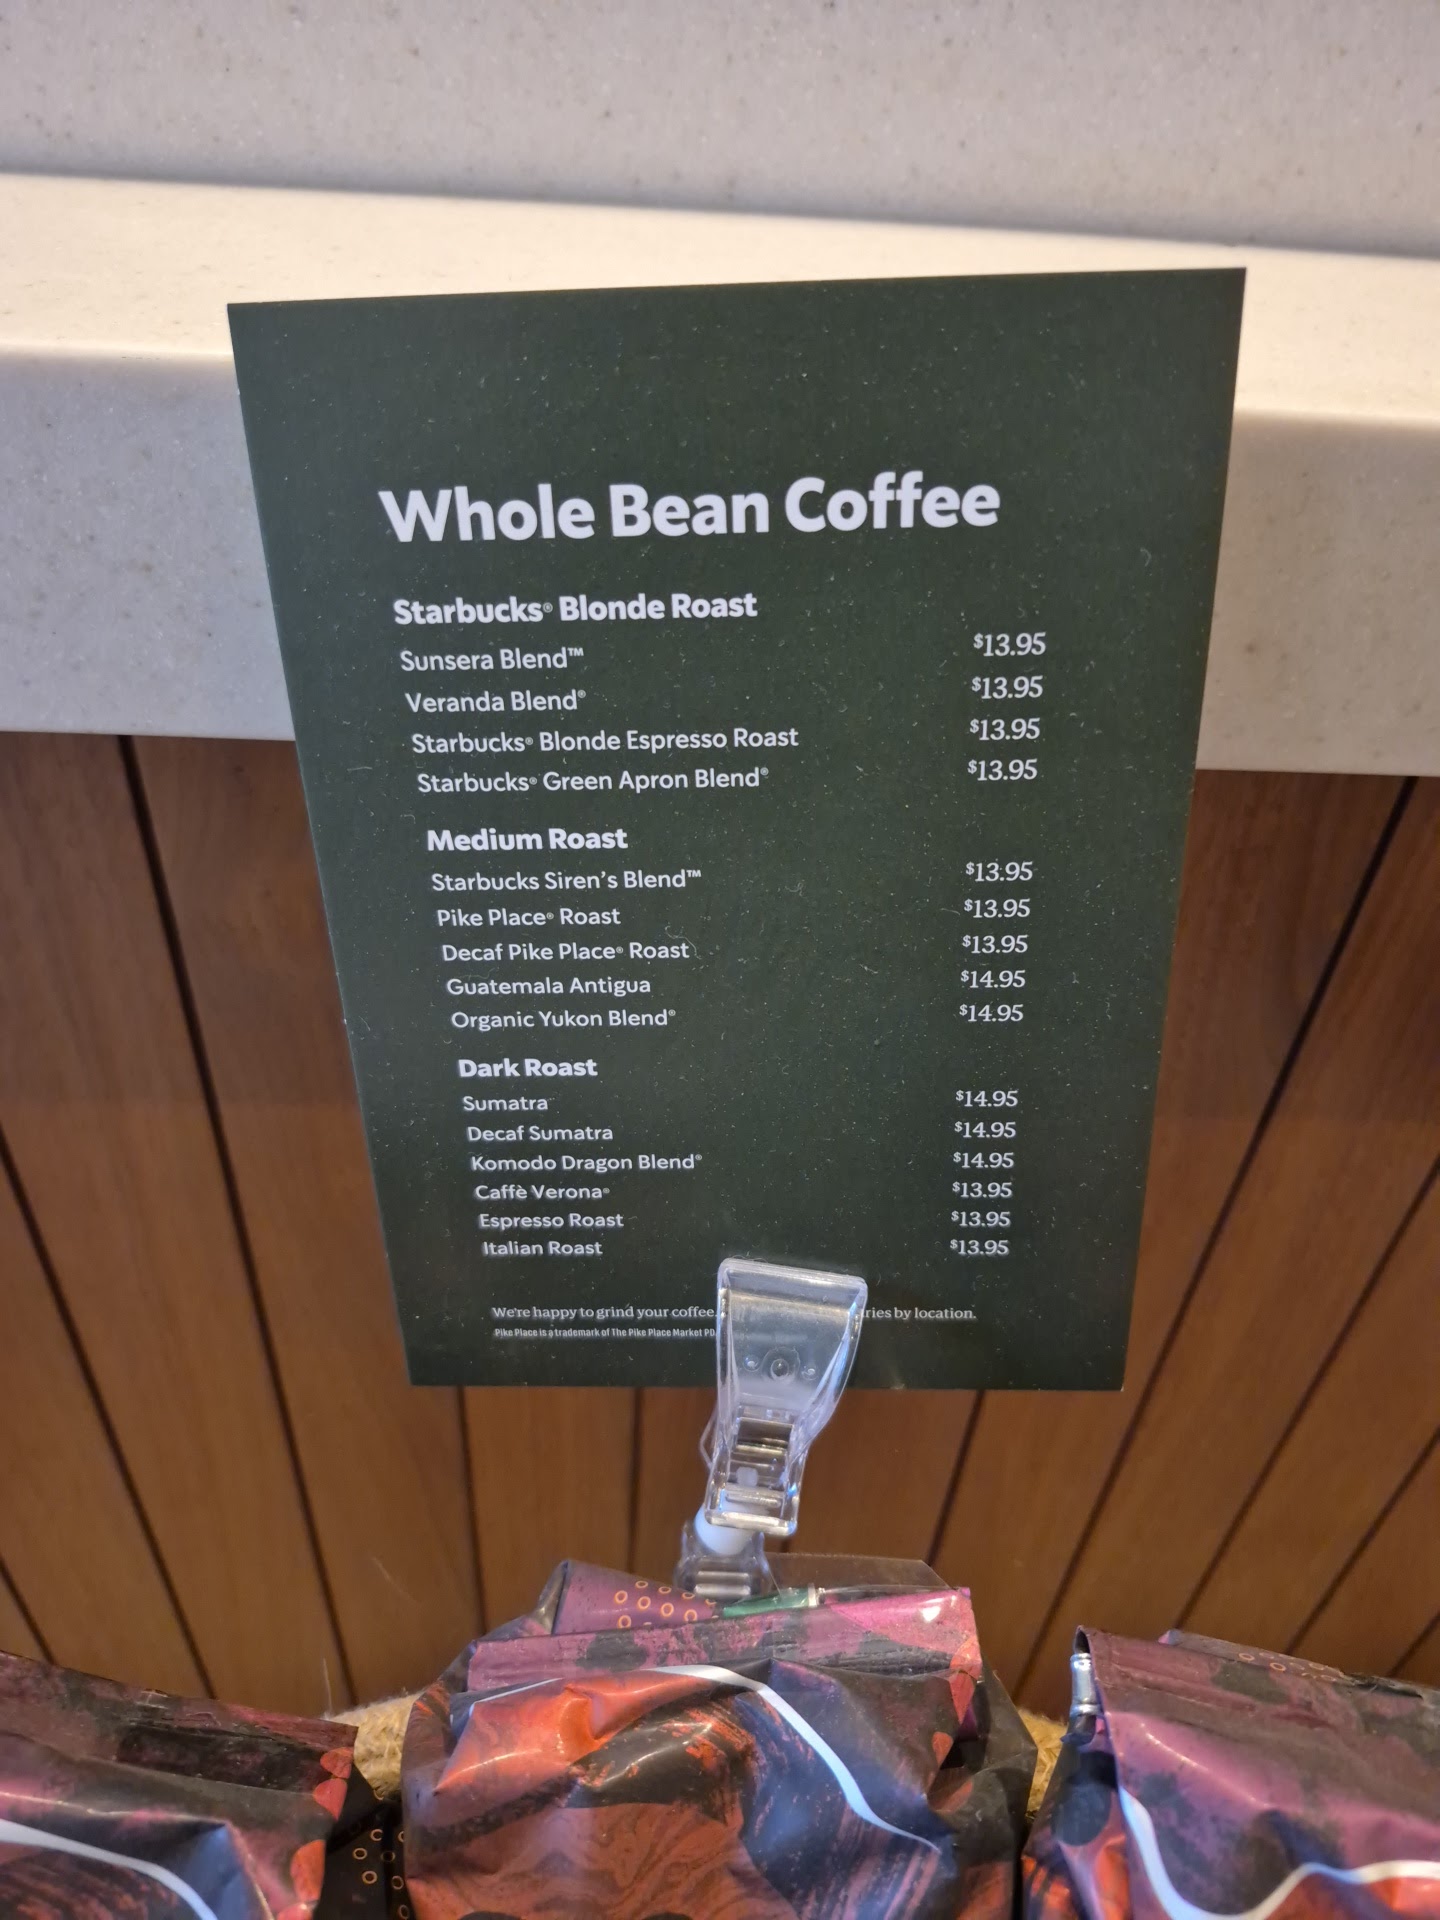 Whole Bean Coffee
Starbucks® Blonde Roast
Sunsera Blend™ $13.95
Veranda Blend® $13.95
Starbucks® Blonde Espresso Roast $13.95
Starbucks® Green Apron Blend® $13.95
Medium Roast
Starbucks Siren's Blend™ $13.95
Pike Place® Roast $13.95
Decaf Pike Place® Roast $13.95
Guatemala Antigua $14.95
Organic Yukon Blend® $14.95
Dark Roast
Sumatra $14.95
Decaf Sumatra $14.95
Komodo Dragon Blend® $14.95
Caffè Verona® $13.95
Espresso Roast $13.95
Italian Roast $13.95
We're happy to grind your coffee. by location.
Pike Place is a trademark of The Pike Place Market